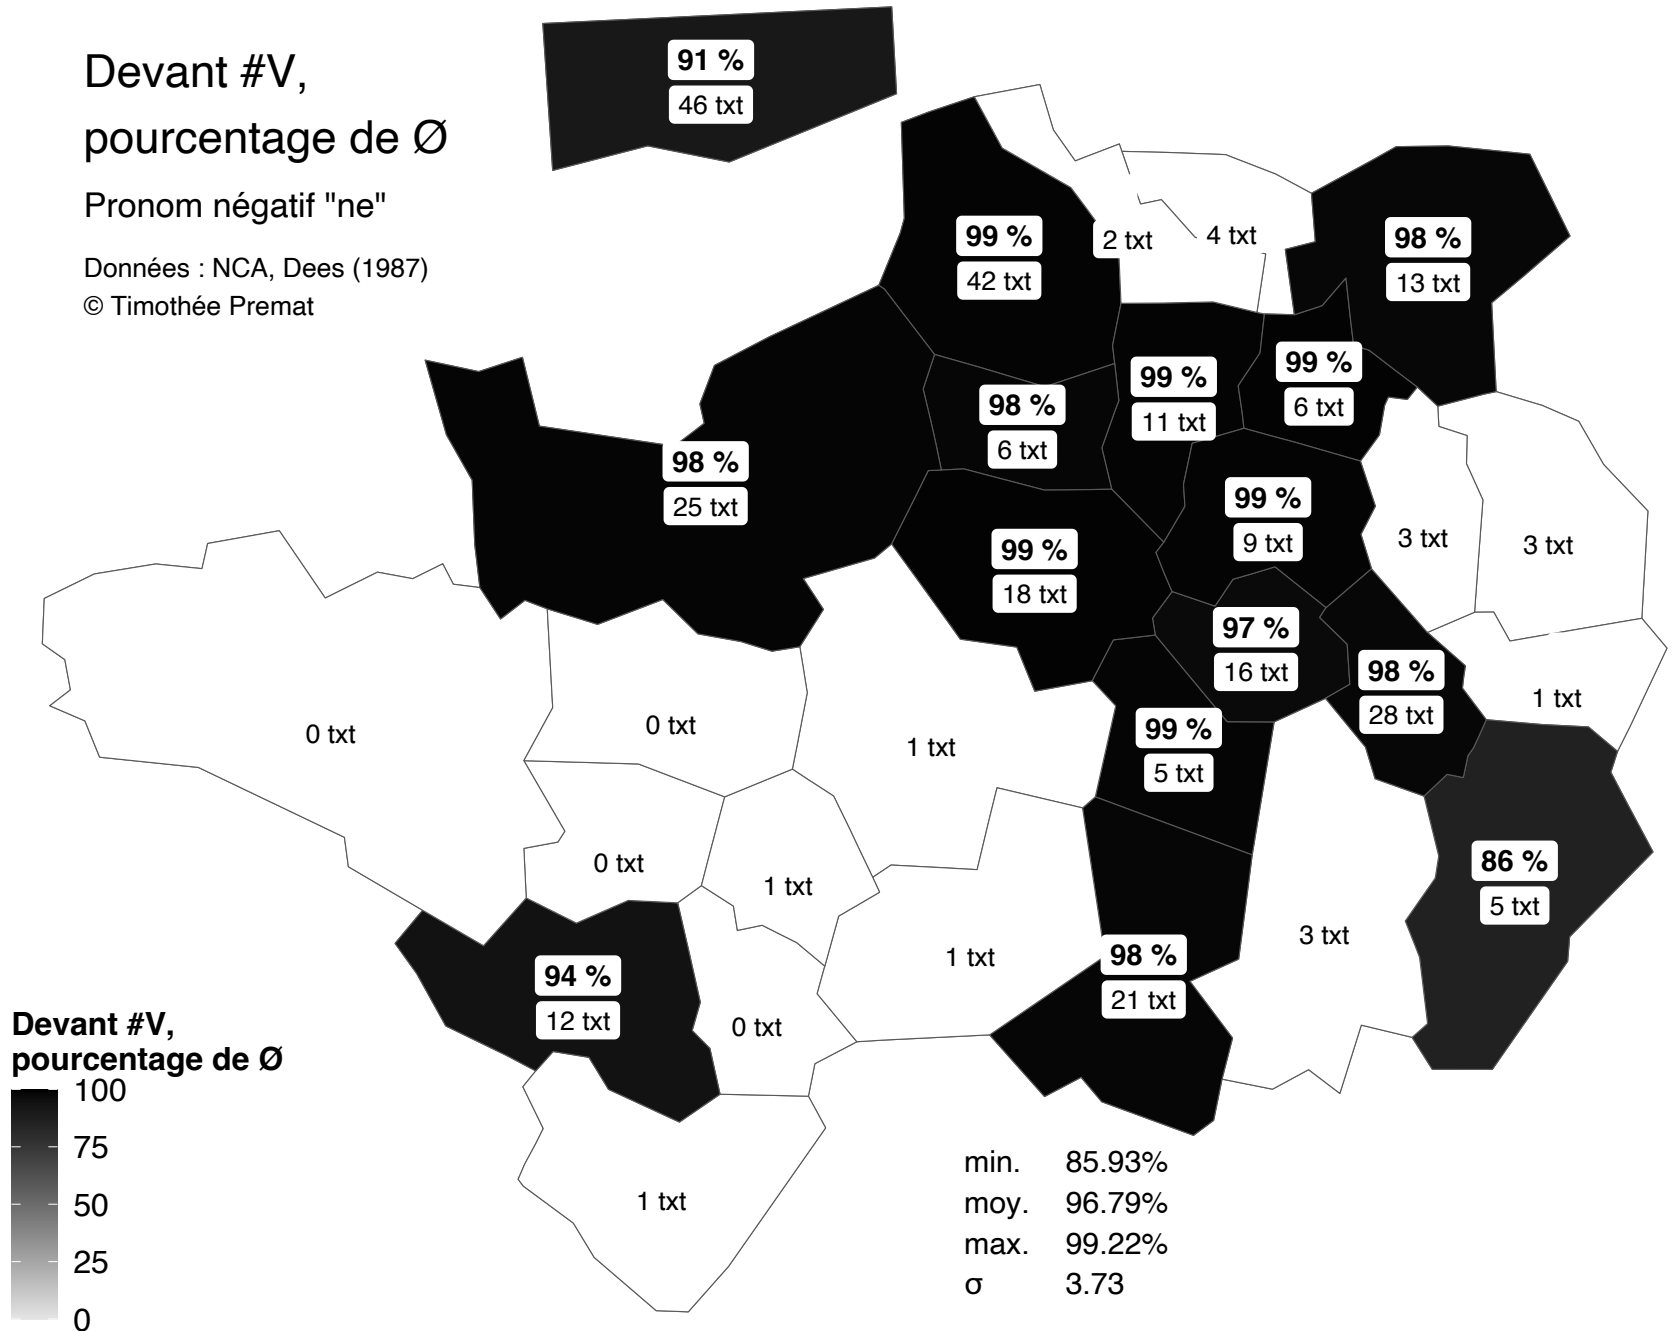 Devant #V,
pourcentage de Ø
Pronom négatif "ne"
Données : NCA, Dees (1987)
© Timothée Premat
91 %
46 txt
99 %
42 txt
2 txt
4 txt
98 %
13 txt
98 %
6 txt
99 %
11 txt
99 %
6 txt
98 %
25 txt
99 %
18 txt
99 %
9 txt
3 txt
3 txt
97 %
16 txt
98 %
28 txt
1 txt
0 txt
0 txt
1 txt
99 %
5 txt
0 txt
1 txt
86 %
5 txt
94 %
12 txt
0 txt
1 txt
98 %
21 txt
3 txt
1 txt
Devant #V,
pourcentage de Ø
100
75
50
25
0
min. 85.93%
moy. 96.79%
max. 99.22%
σ 3.73